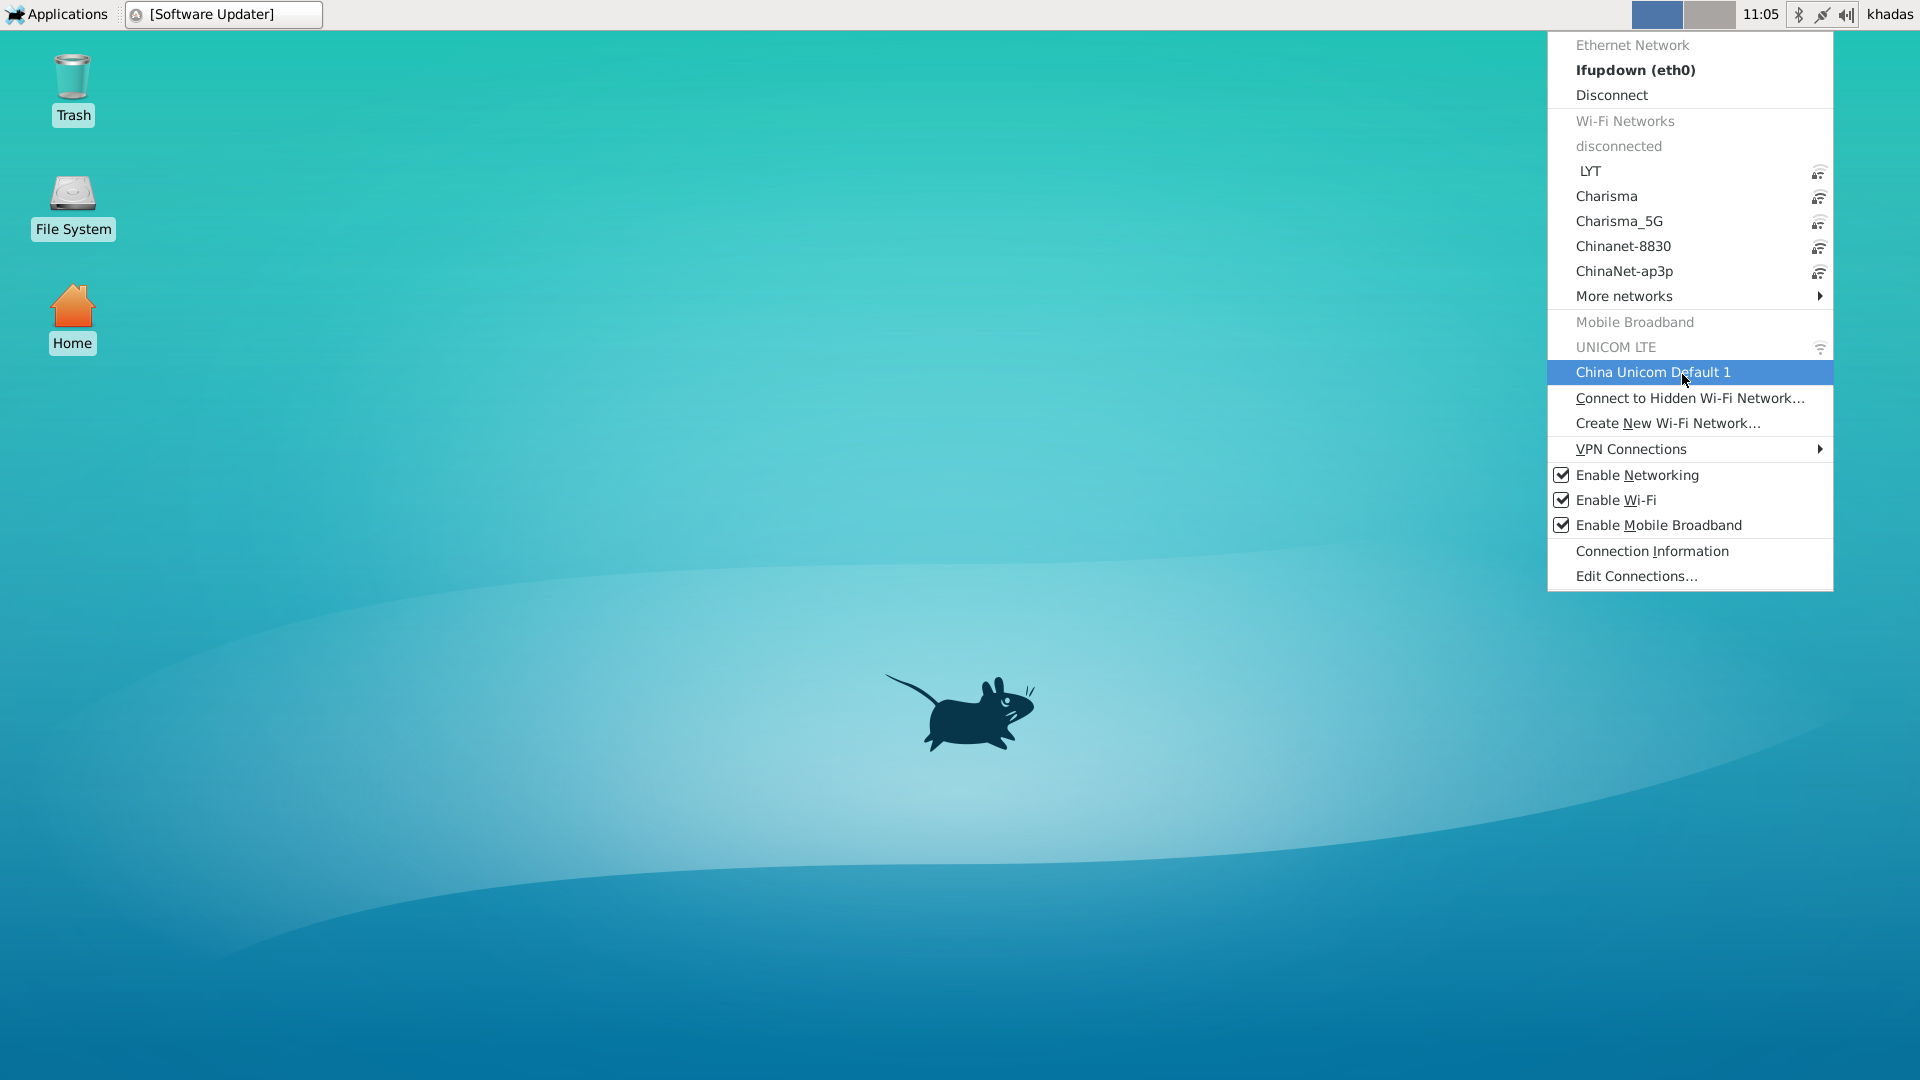 Applications
[Software Updater]
11:05
khadas
Trash
File System
Home
Ethernet Network
Ifupdown (eth0)
Disconnect
Wi-Fi Networks
disconnected
LYT
Charisma
Charisma_5G
Chinanet-8830
ChinaNet-ap3p
More networks
Mobile Broadband
UNICOM LTE
China Unicom Default 1
Connect to Hidden Wi-Fi Network...
Create New Wi-Fi Network...
VPN Connections
Enable Networking
Enable Wi-Fi
Enable Mobile Broadband
Connection Information
Edit Connections...